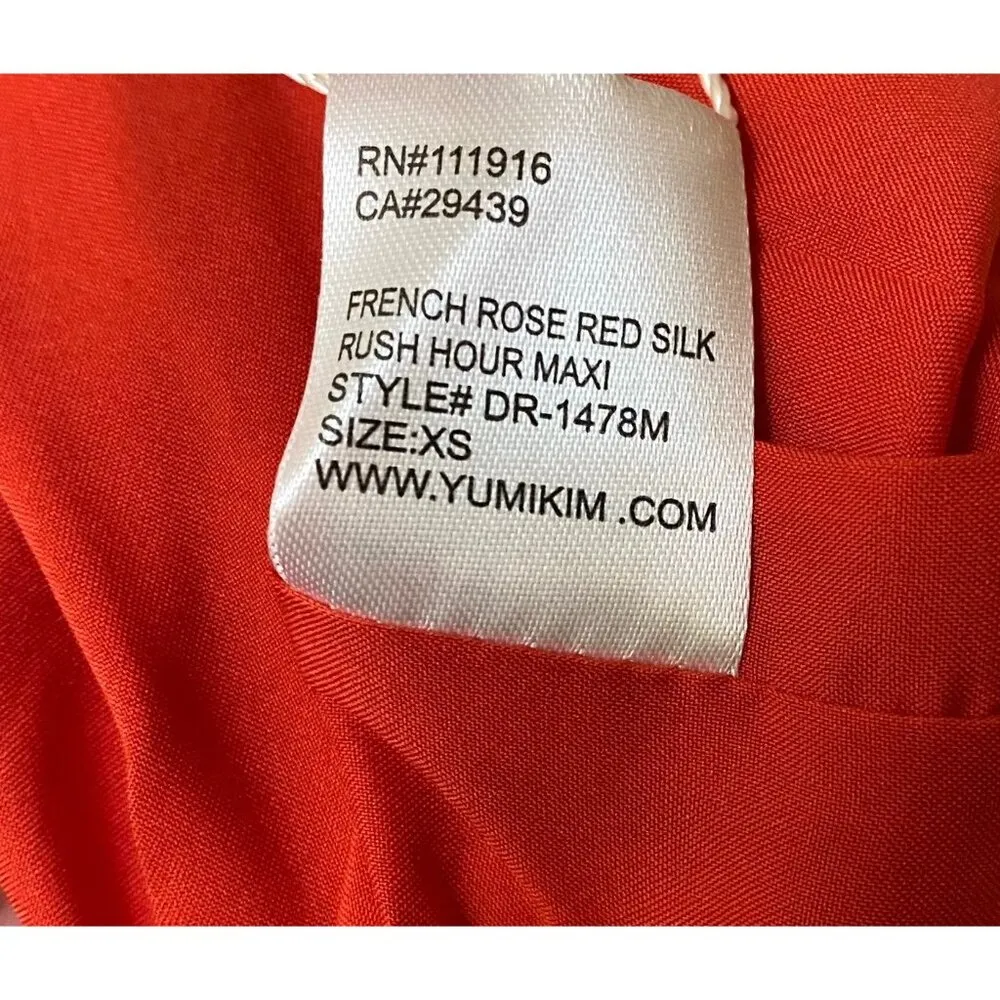 RN#111916
CA#29439
FRENCH ROSE RED SILK
RUSH HOUR MAXI
STYLE# DR-1478M
SIZE:XS
WWW.YUMIKIM .COM